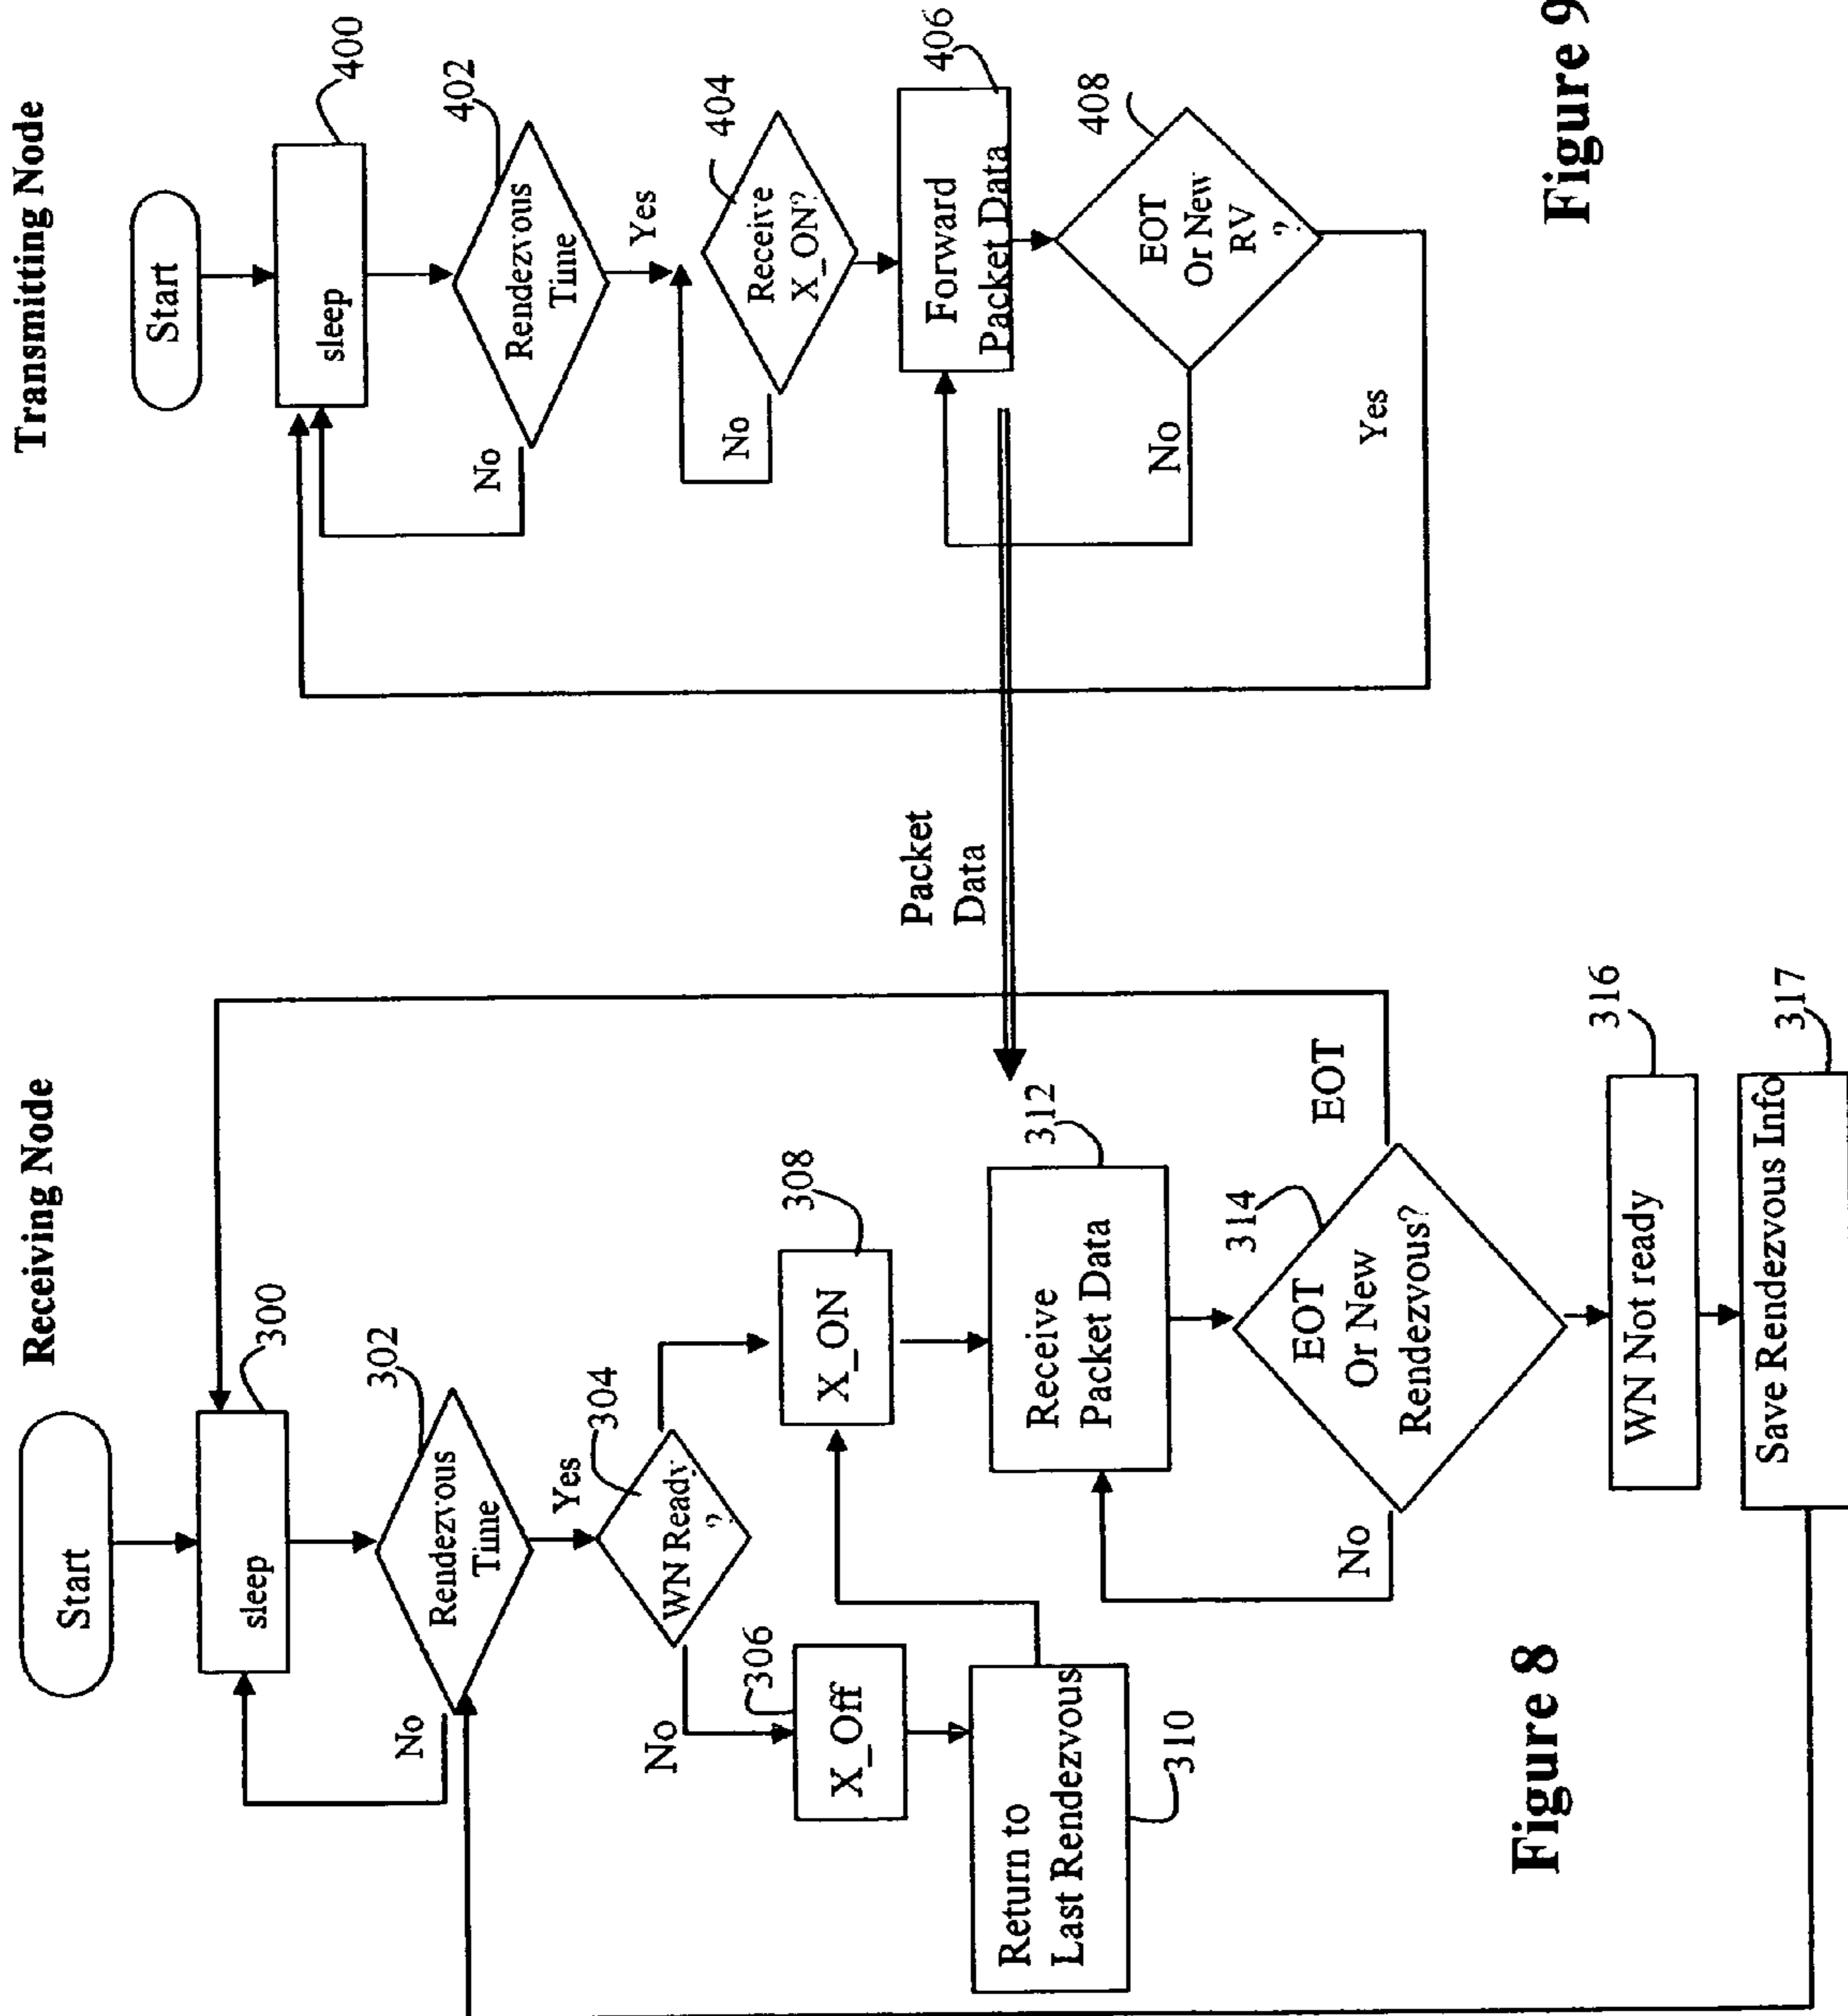 Receiving Node
Start
sleep
300
Rendezvous
Time
302
No
Yes
WN Ready
?
304
No
X_Off
306
X_ON
308
Return to
Last Rendezvous
310
Receive
Packet Data
312
EOT
Or New
Rendezvous?
314
No
EOT
WN Not ready
316
Save Rendezvous Info
317
Figure 8
Packet
Data
Transmitting Node
Start
sleep
400
Rendezvous
Time
402
No
Yes
Receive
X_ON?
404
No
Forward
Packet Data
406
EOT
Or New
RV
?
408
No
Yes
Figure 9